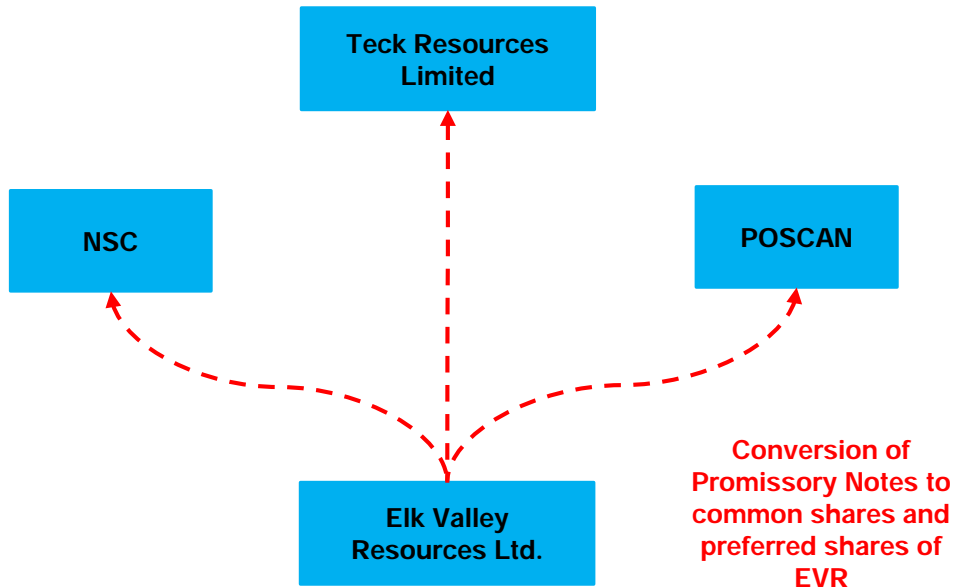 Teck Resources
Limited
NSC
POSCAN
Elk Valley
Resources Ltd.
Conversion of
Promissory Notes to
common shares and
preferred shares of
EVR